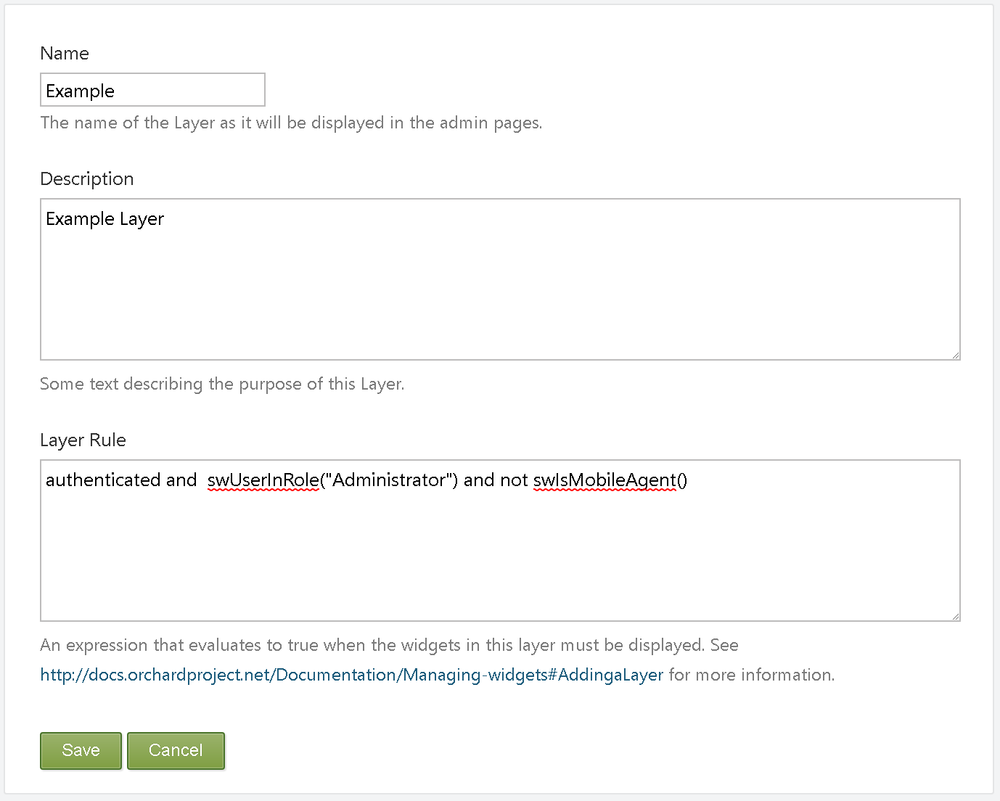 Name
Example
The name of the Layer as it will be displayed in the admin pages.
Description
Example Layer
Some text describing the purpose of this Layer.
Layer Rule
authenticated and  swUserInRole("Administrator") and not swIsMobileAgent()
An expression that evaluates to true when the widgets in this layer must be displayed. See
http://docs.orchardproject.net/Documentation/Managing-widgets#AddingaLayer for more information.
Save Cancel